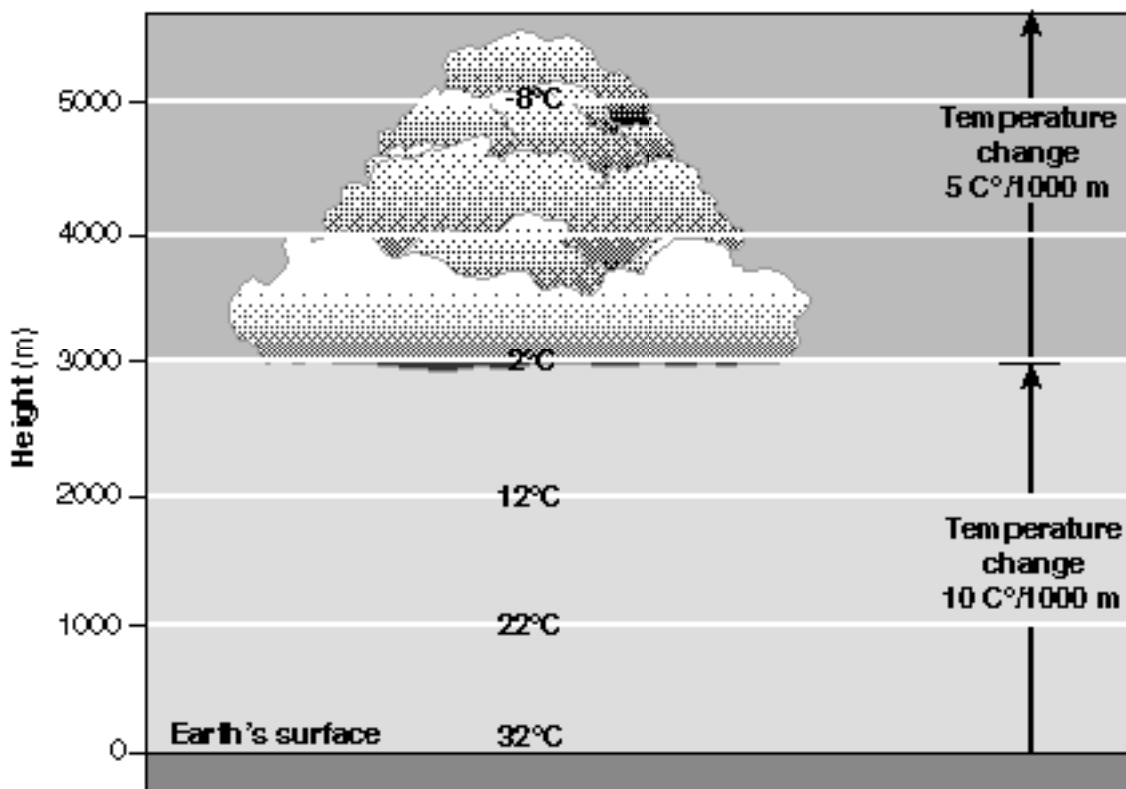 5000
-8°C
Temperature
change
5 C°/1000 m
4000
Height (m)
3000
2°C
2000
12°C
Temperature
change
10 C°/1000 m
1000
22°C
Earth's surface
32°C
0